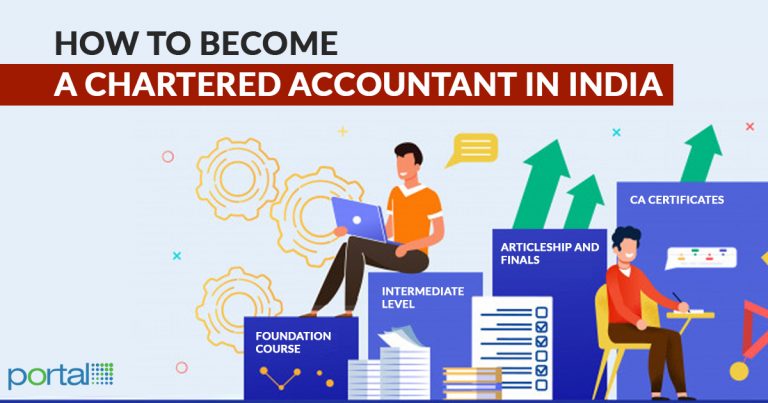 HOW TO BECOME
A CHARTERED ACCOUNTANT IN INDIA
CA CERTIFICATES
ARTICLESHIP AND
FINALS
INTERMEDIATE
LEVEL
FOUNDATION
COURSE
portal